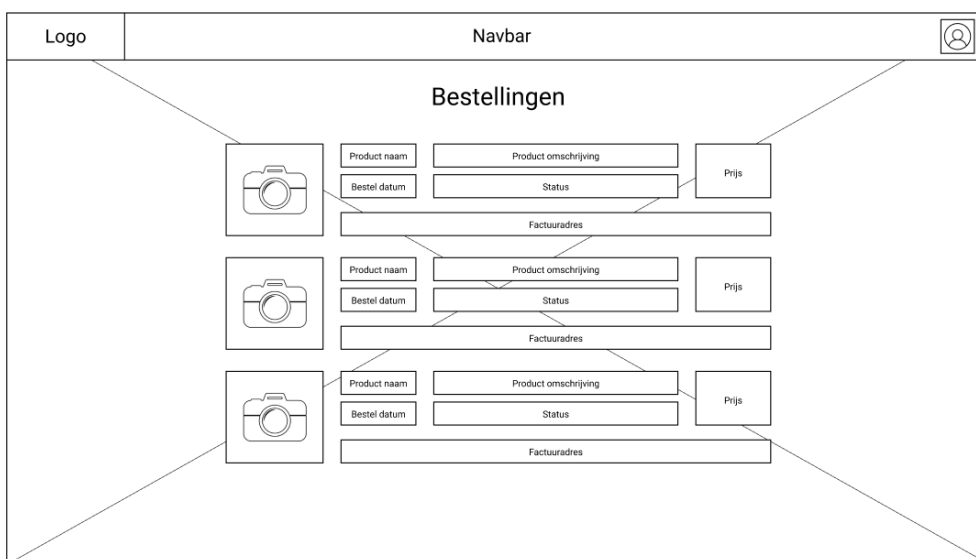 Logo
Navbar
Bestellingen
Product naam
Product omschrijving
Prijs
Bestel datum
Status
Factuuradres
Product naam
Product omschrijving
Prijs
Bestel datum
Status
Factuuradres
Product naam
Product omschrijving
Prijs
Bestel datum
Status
Factuuradres